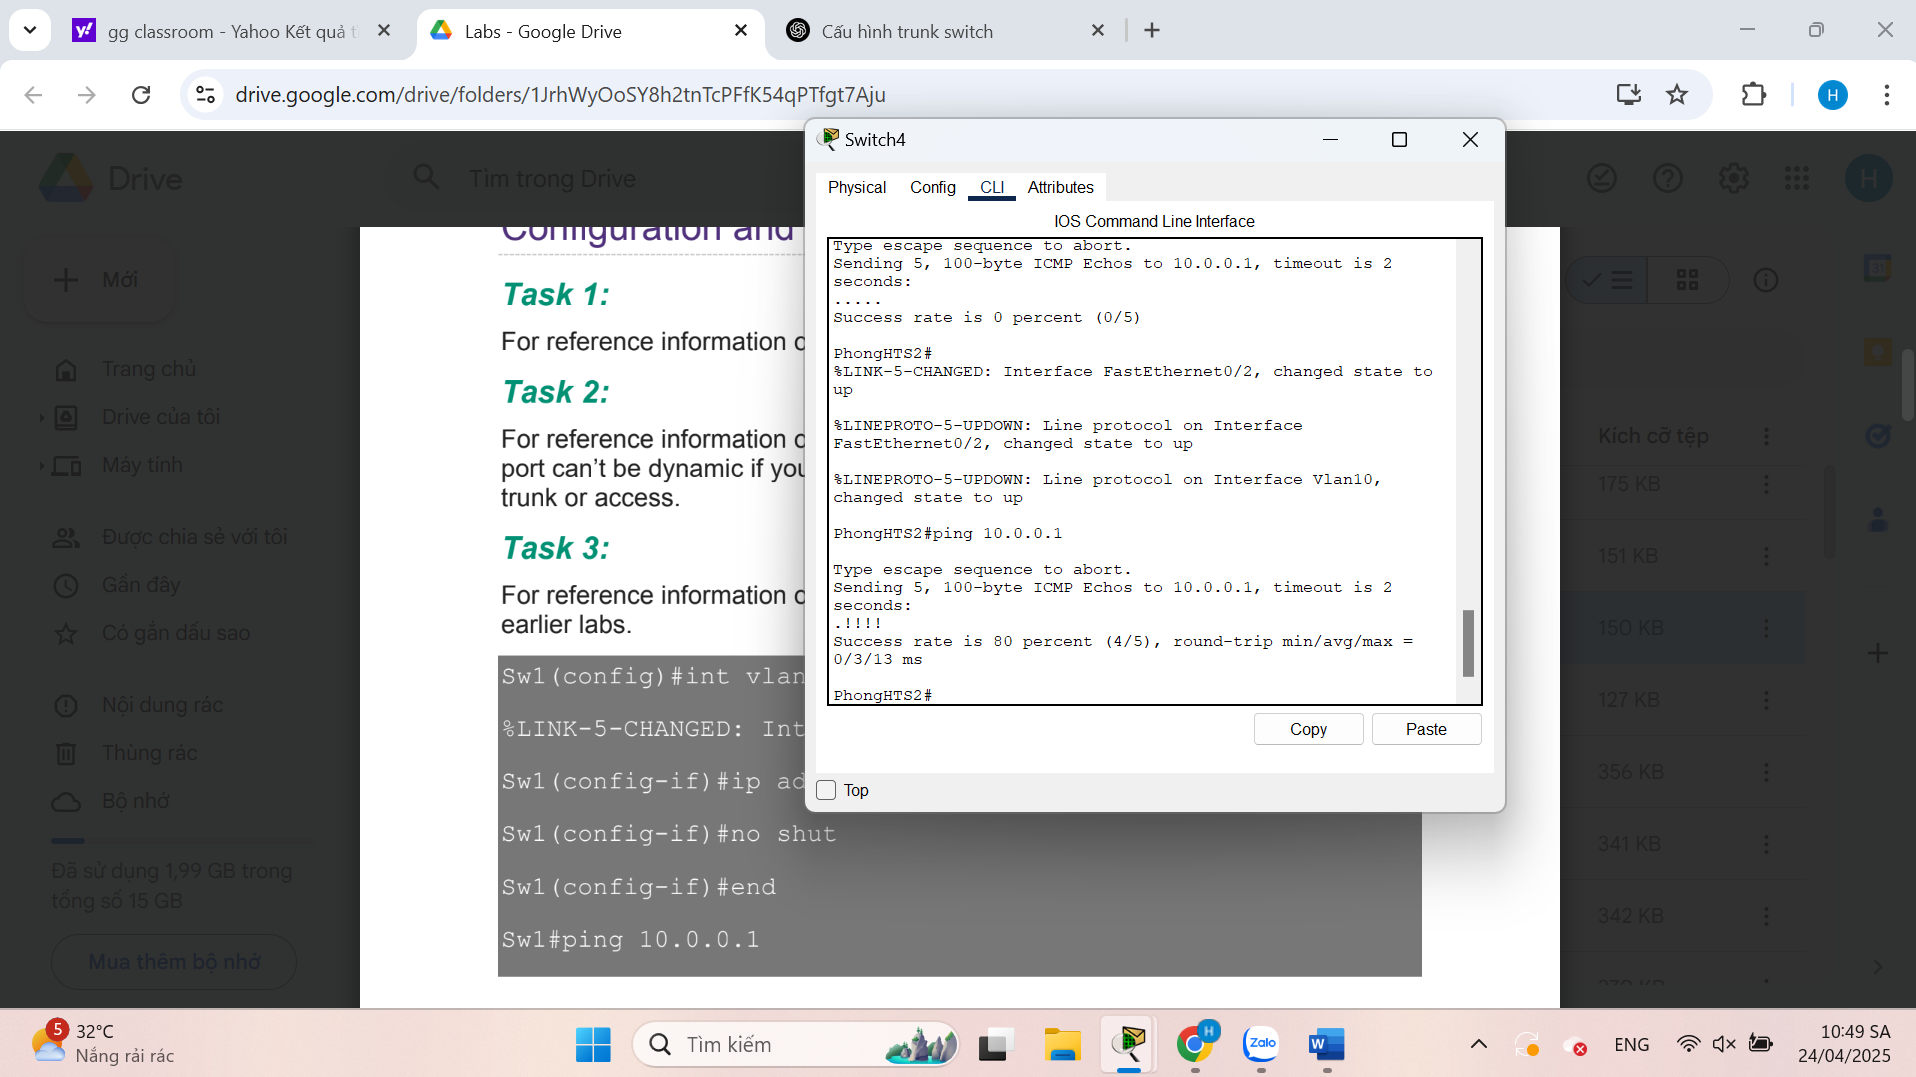 gg classroom - Yahoo Kết quả t
Labs - Google Drive
Cấu hình trunk switch
drive.google.com/drive/folders/1JrhWyOoSY8h2tnTcPFfK54qPTfgt7Aju
H
Drive
Tìm trong Drive
H
Mới
Trang chủ
Drive của tôi
Máy tính
Được chia sẻ với tôi
Gần đây
Có gắn dấu sao
Nội dung rác
Thùng rác
Bộ nhớ
Đã sử dụng 1,99 GB trong
tổng số 15 GB
Mua thêm bộ nhớ
Configuration and
Task 1:
For reference information o
Task 2:
For reference information o
port can't be dynamic if you
trunk or access.
Task 3:
For reference information o
earlier labs.
Sw1(config)#int vlan
%LINK-5-CHANGED: Int
Sw1(config-if)#ip ad
Sw1(config-if)#no shut
Sw1(config-if)#end
Sw1#ping 10.0.0.1
Switch4
Physical Config CLI Attributes
IOS Command Line Interface
Type escape sequence to abort.
Sending 5, 100-byte ICMP Echos to 10.0.0.1, timeout is 2
seconds:
.....
Success rate is 0 percent (0/5)
PhongHTS2#
%LINK-5-CHANGED: Interface FastEthernet0/2, changed state to
up
%LINEPROTO-5-UPDOWN: Line protocol on Interface
FastEthernet0/2, changed state to up
%LINEPROTO-5-UPDOWN: Line protocol on Interface Vlan10,
changed state to up
PhongHTS2#ping 10.0.0.1
Type escape sequence to abort.
Sending 5, 100-byte ICMP Echos to 10.0.0.1, timeout is 2
seconds:
.!!!!
Success rate is 80 percent (4/5), round-trip min/avg/max =
0/3/13 ms
PhongHTS2#
Copy Paste
Top
Kích cỡ tệp
175 KB
151 KB
150 KB
127 KB
356 KB
341 KB
342 KB
31
5
32°C
Nắng rải rác
Tìm kiếm
H
Zalo
W
ENG
10:49 SA
24/04/2025